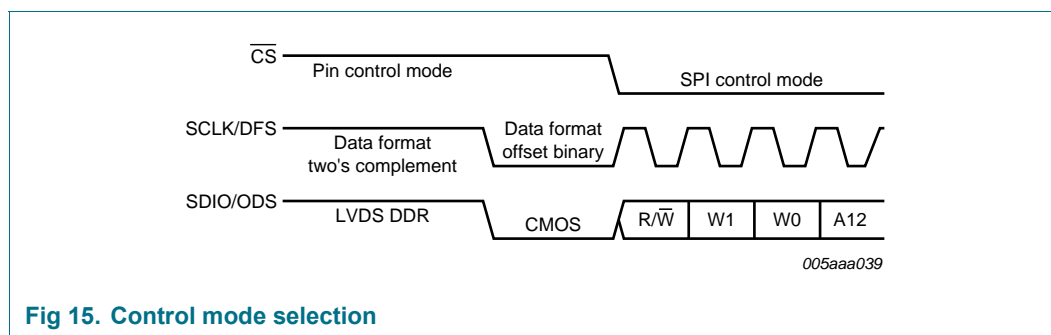 C̅S̅
Pin control mode
SPI control mode
SCLK/DFS
Data format
two's complement
Data format
offset binary
SDIO/ODS
LVDS DDR
CMOS
R/W̅
W1
W0
A12
005aaa039
Fig 15. Control mode selection